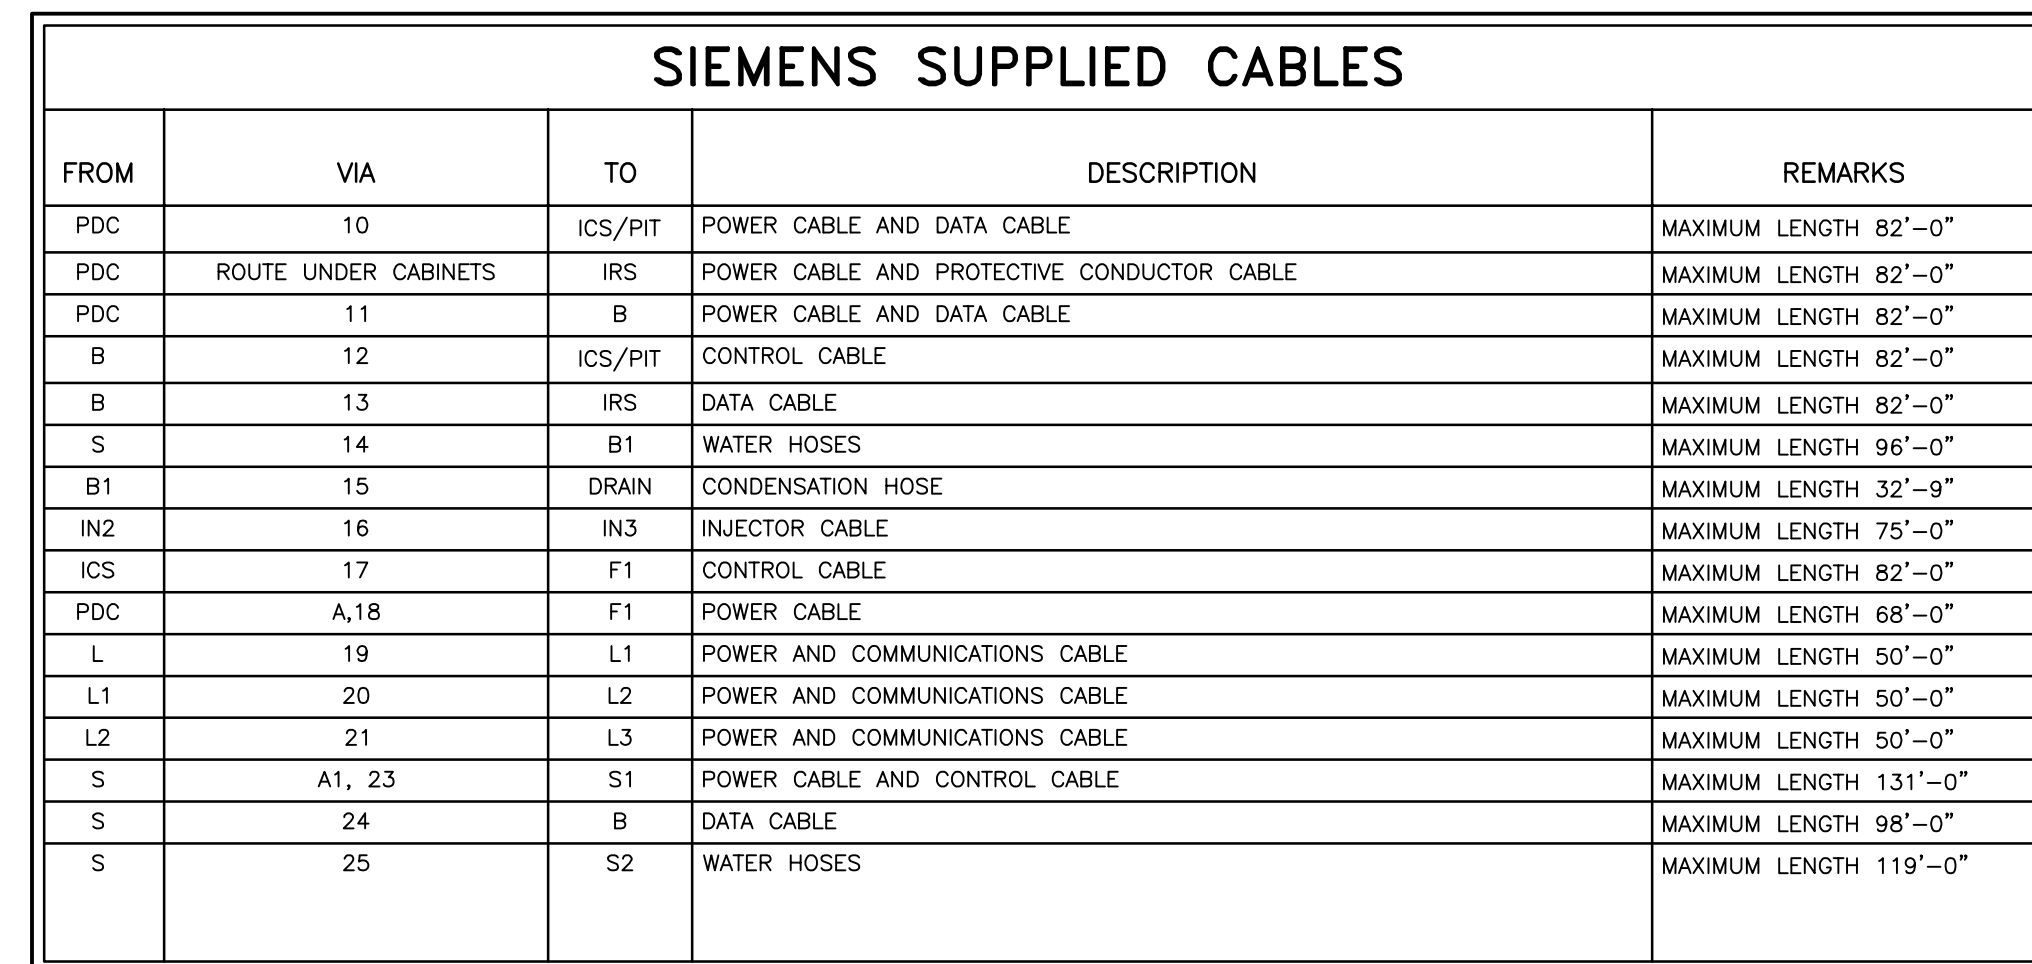 SIEMENS SUPPLIED CABLES
FROM VIA TO DESCRIPTION REMARKS
PDC 10 ICS/PIT POWER CABLE AND DATA CABLE MAXIMUM LENGTH 82'-0"
PDC ROUTE UNDER CABINETS IRS POWER CABLE AND PROTECTIVE CONDUCTOR CABLE MAXIMUM LENGTH 82'-0"
PDC 11 B POWER CABLE AND DATA CABLE MAXIMUM LENGTH 82'-0"
B 12 ICS/PIT CONTROL CABLE MAXIMUM LENGTH 82'-0"
B 13 IRS DATA CABLE MAXIMUM LENGTH 82'-0"
S 14 B1 WATER HOSES MAXIMUM LENGTH 96'-0"
B1 15 DRAIN CONDENSATION HOSE MAXIMUM LENGTH 32'-9"
IN2 16 IN3 INJECTOR CABLE MAXIMUM LENGTH 75'-0"
ICS 17 F1 CONTROL CABLE MAXIMUM LENGTH 82'-0"
PDC A,18 F1 POWER CABLE MAXIMUM LENGTH 68'-0"
L 19 L1 POWER AND COMMUNICATIONS CABLE MAXIMUM LENGTH 50'-0"
L1 20 L2 POWER AND COMMUNICATIONS CABLE MAXIMUM LENGTH 50'-0"
L2 21 L3 POWER AND COMMUNICATIONS CABLE MAXIMUM LENGTH 50'-0"
S A1, 23 S1 POWER CABLE AND CONTROL CABLE MAXIMUM LENGTH 131'-0"
S 24 B DATA CABLE MAXIMUM LENGTH 98'-0"
S 25 S2 WATER HOSES MAXIMUM LENGTH 119'-0"